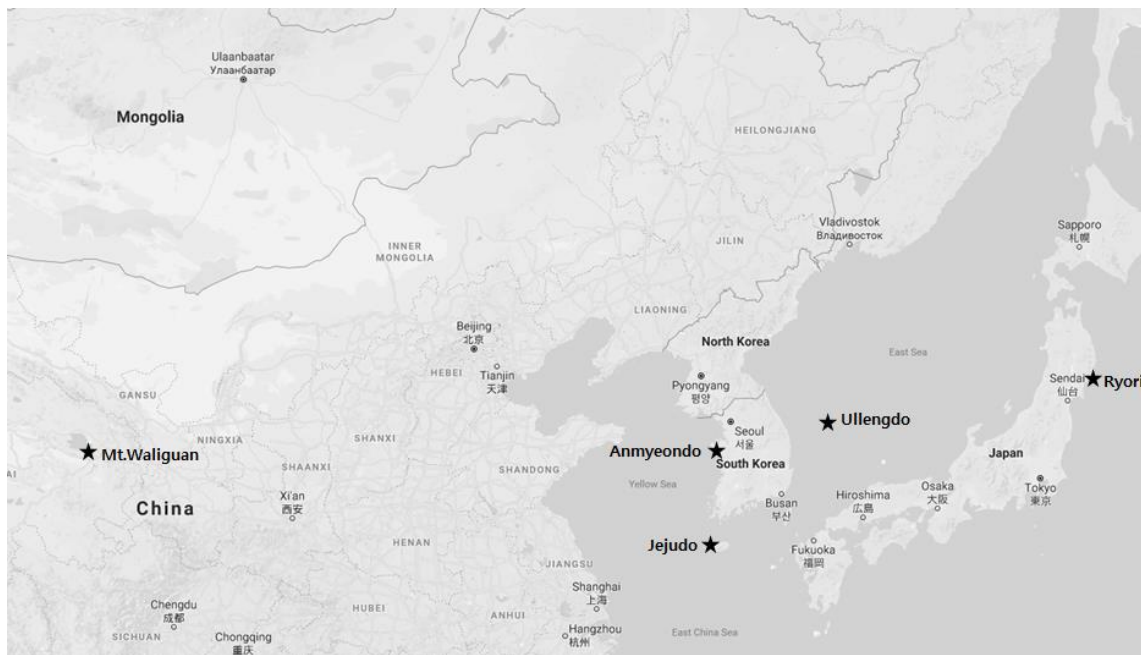 Ulaanbaatar
Улаанбаатар
Mongolia
HEILONGJIANG
Vladivostok
Владивосток
Sapporo
札幌
INNER
MONGOLIA
JILIN
LIAONING
Beijing
北京
North Korea
East Sea
HEBEI
Tianjin
天津
Pyongyang
평양
Sendai
仙台
Ryori
GANSU
NINGXIA
SHANXI
Seoul
서울
Ullengdo
Mt.Waliguan
SHAANXI
SHANDONG
Anmyeondo
South Korea
Japan
China
Xi'an
西安
Yellow Sea
Busan
부산
Hiroshima
広島
Osaka
大阪
Tokyo
東京
HENAN
Jejudo
Fukuoka
福岡
JIANGSU
Shanghai
上海
Chengdu
成都
HUBEI
ANHUI
SICHUAN
Chongqing
重庆
Hangzhou
杭州
East China Sea